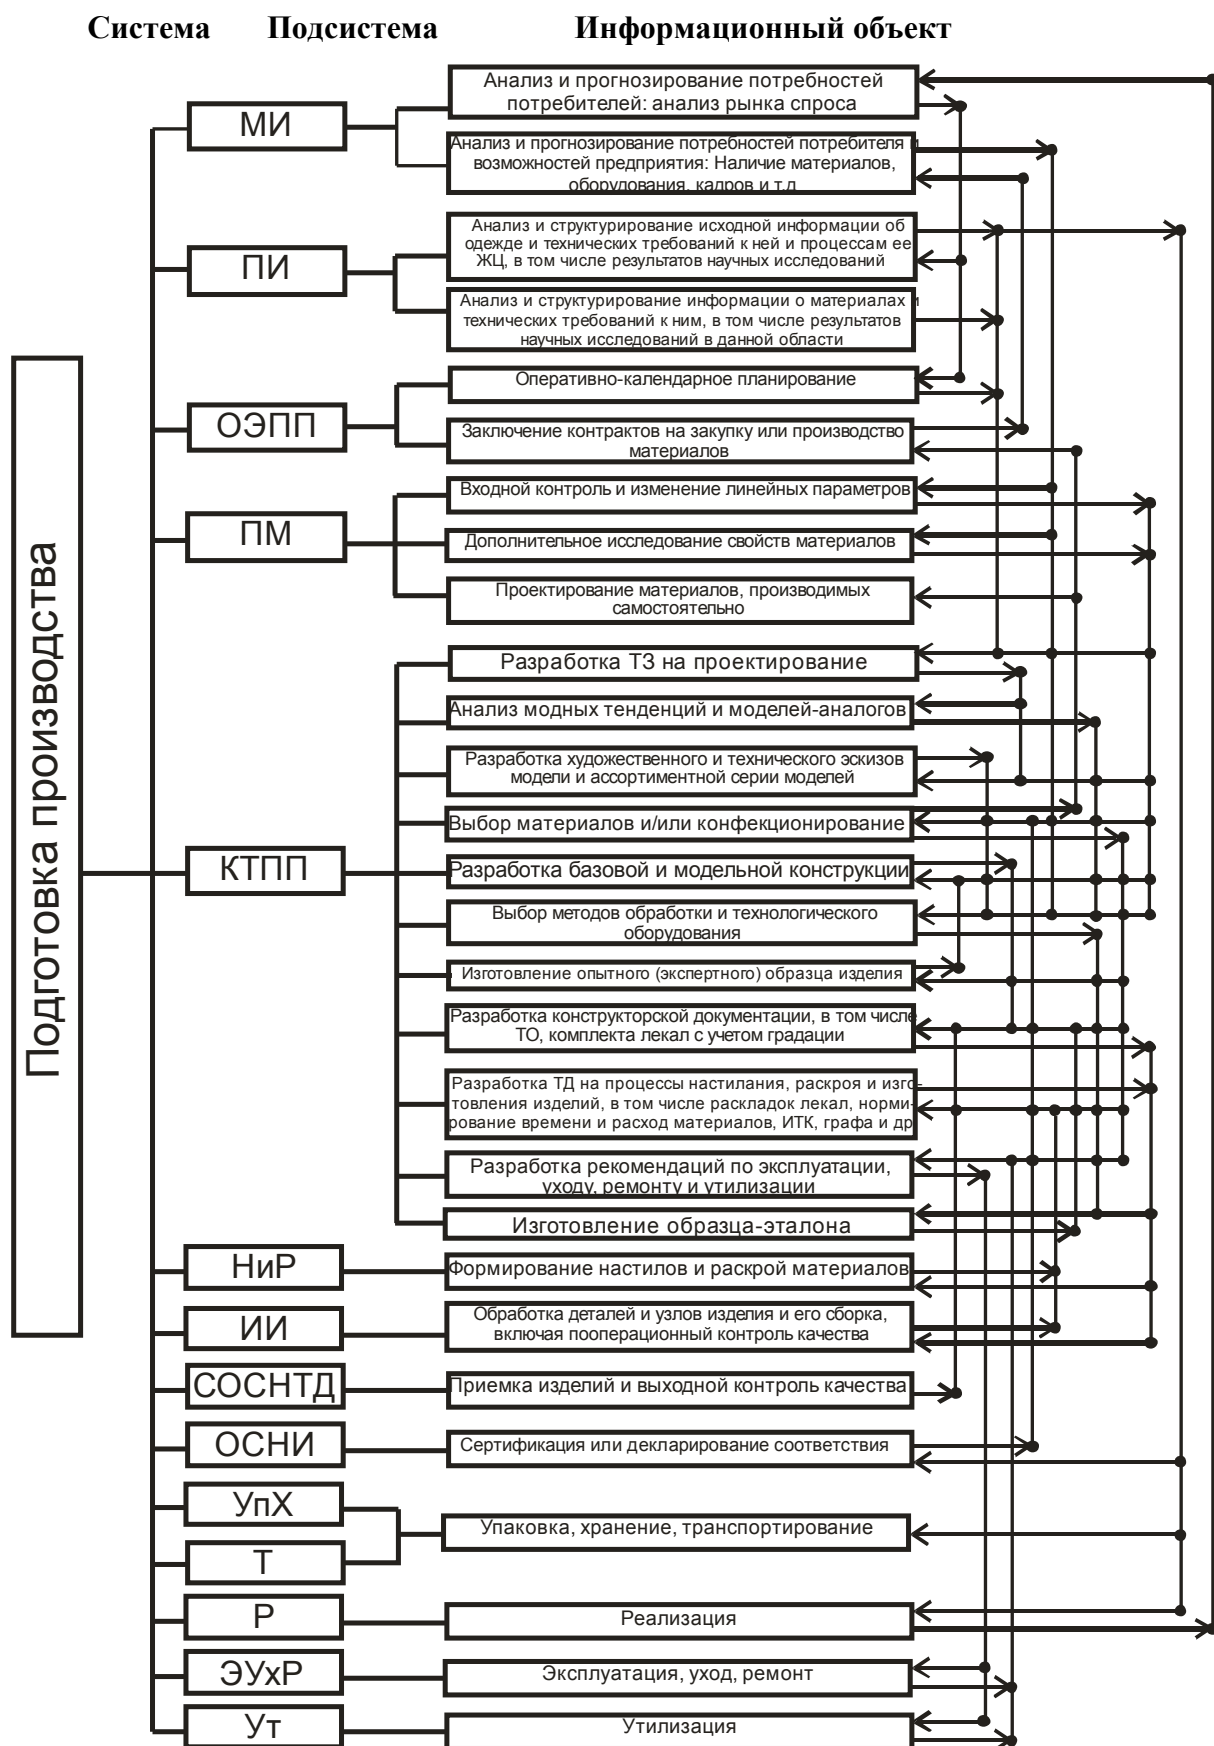 Система Подсистема Информационный объект
Подготовка производства
МИ
Анализ и прогнозирование потребностей
потребителей: анализ рынка спроса
Анализ и прогнозирование потребностей потребителя и
возможностей предприятия: Наличие материалов,
оборудования, кадров и т.д
ПИ
Анализ и структурирование исходной информации об
одежде и технических требований к ней и процессам ее
ЖЦ, в том числе результатов научных исследований
Анализ и структурирование информации о материалах и
технических требований к ним, в том числе результатов
научных исследований в данной области
ОЭПП
Оперативно-календарное планирование
Заключение контрактов на закупку или производство
материалов
ПМ
Входной контроль и изменение линейных параметров
Дополнительное исследование свойств материалов
Проектирование материалов, производимых
самостоятельно
КТПП
Разработка ТЗ на проектирование
Анализ модных тенденций и моделей-аналогов
Разработка художественного и технического эскизов
модели и ассортиментной серии моделей
Выбор материалов и/или конфекционирование
Разработка базовой и модельной конструкции
Выбор методов обработки и технологического
оборудования
Изготовление опытного (экспертного) образца изделия
Разработка конструкторской документации, в том числе
ТО, комплекта лекал с учетом градации
Разработка ТД на процессы настилания, раскроя и изго-
товления изделий, в том числе раскладок лекал, норми-
рование времени и расход материалов, ИТК, графа и др
Разработка рекомендаций по эксплуатации,
уходу, ремонту и утилизации
Изготовление образца-эталона
НиР
Формирование настилов и раскрой материалов
ИИ
Обработка деталей и узлов изделия и его сборка,
включая пооперационный контроль качества
СОСНТД
Приемка изделий и выходной контроль качества
ОСНИ
Сертификация или декларирование соответствия
УпХ
Т
Упаковка, хранение, транспортирование
Р
Реализация
ЭУхР
Эксплуатация, уход, ремонт
Ут
Утилизация